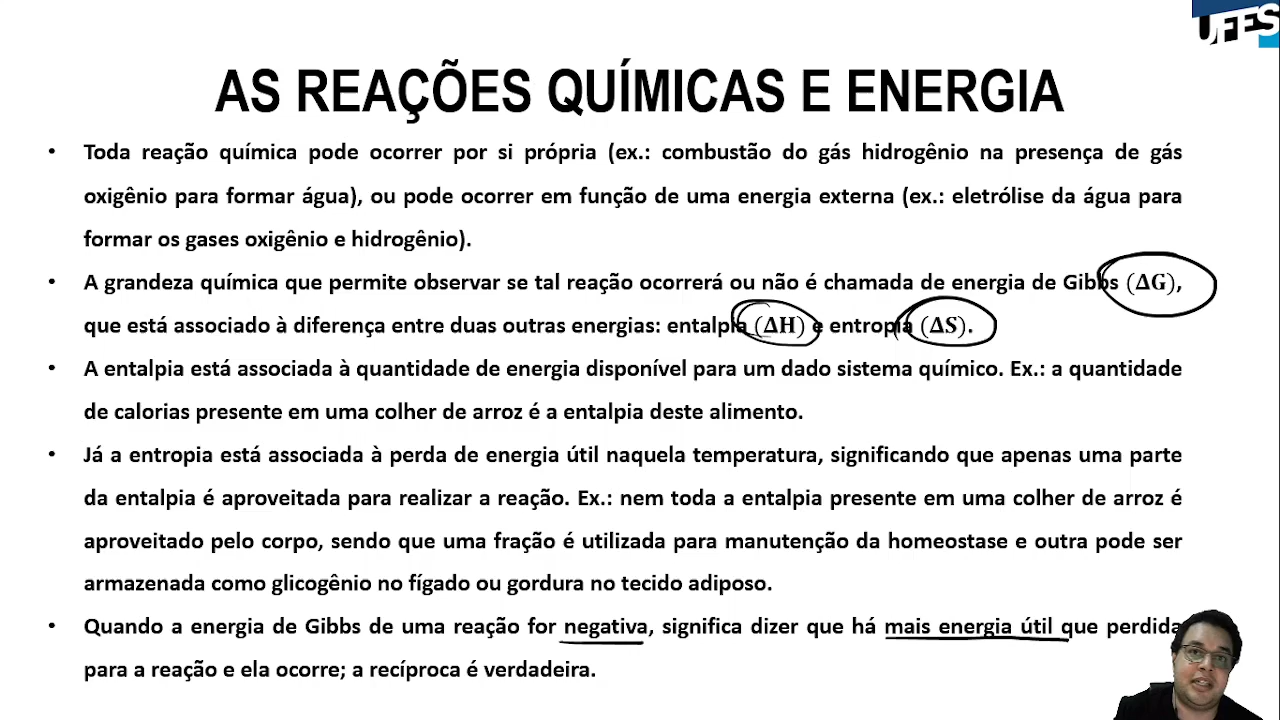 UFES
AS REAÇÕES QUÍMICAS E ENERGIA
• Toda reação química pode ocorrer por si própria (ex.: combustão do gás hidrogênio na presença de gás
oxigênio para formar água), ou pode ocorrer em função de uma energia externa (ex.: eletrólise da água para
formar os gases oxigênio e hidrogênio).
• A grandeza química que permite observar se tal reação ocorrerá ou não é chamada de energia de Gibbs (ΔG),
que está associado à diferença entre duas outras energias: entalpia (ΔH) e entropia (ΔS).
• A entalpia está associada à quantidade de energia disponível para um dado sistema químico. Ex.: a quantidade
de calorias presente em uma colher de arroz é a entalpia deste alimento.
• Já a entropia está associada à perda de energia útil naquela temperatura, significando que apenas uma parte
da entalpia é aproveitada para realizar a reação. Ex.: nem toda a entalpia presente em uma colher de arroz é
aproveitado pelo corpo, sendo que uma fração é utilizada para manutenção da homeostase e outra pode ser
armazenada como glicogênio no fígado ou gordura no tecido adiposo.
• Quando a energia de Gibbs de uma reação for negativa, significa dizer que há mais energia útil que perdida
para a reação e ela ocorre; a recíproca é verdadeira.